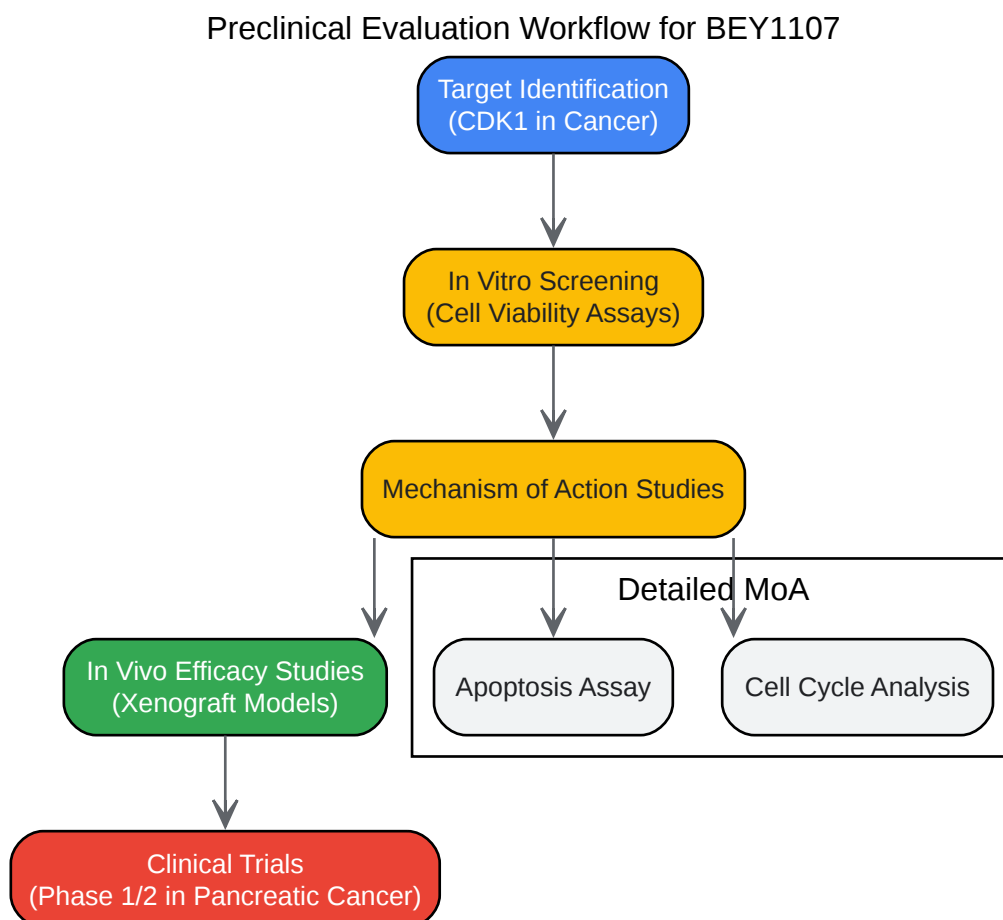 Preclinical Evaluation Workflow for BEY1107
Target Identification
(CDK1 in Cancer)
In Vitro Screening
(Cell Viability Assays)
Mechanism of Action Studies
Detailed MoA
In Vivo Efficacy Studies
(Xenograft Models)
Apoptosis Assay
Cell Cycle Analysis
Clinical Trials
(Phase 1/2 in Pancreatic Cancer)